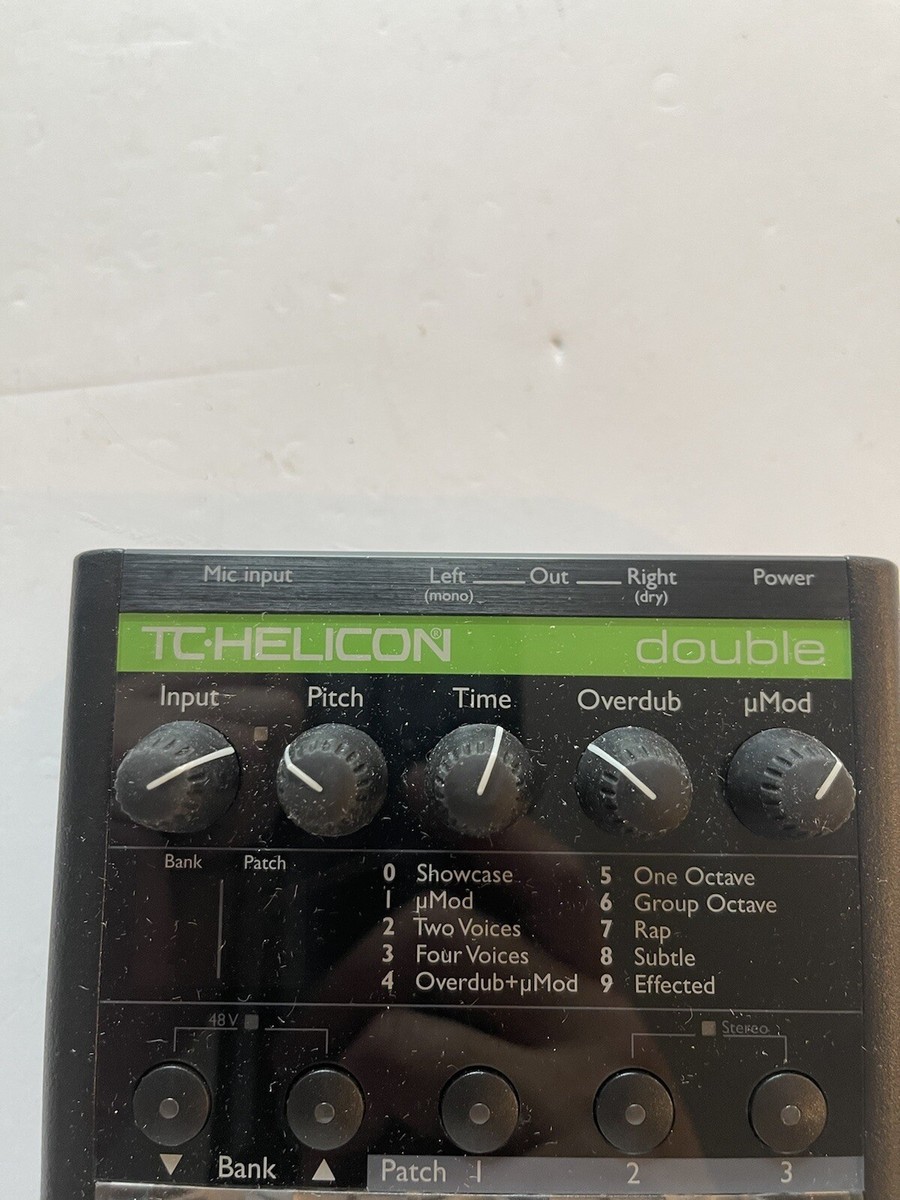 Mic input Left Out Right Power
(mono) (dry)
TC·HELICON® double
Input Pitch Time Overdub µMod
Bank Patch
0 Showcase 5 One Octave
1 µMod 6 Group Octave
2 Two Voices 7 Rap
3 Four Voices 8 Subtle
4 Overdub+µMod 9 Effected
48V Stereo
▼ Bank ▲ Patch 1 2 3